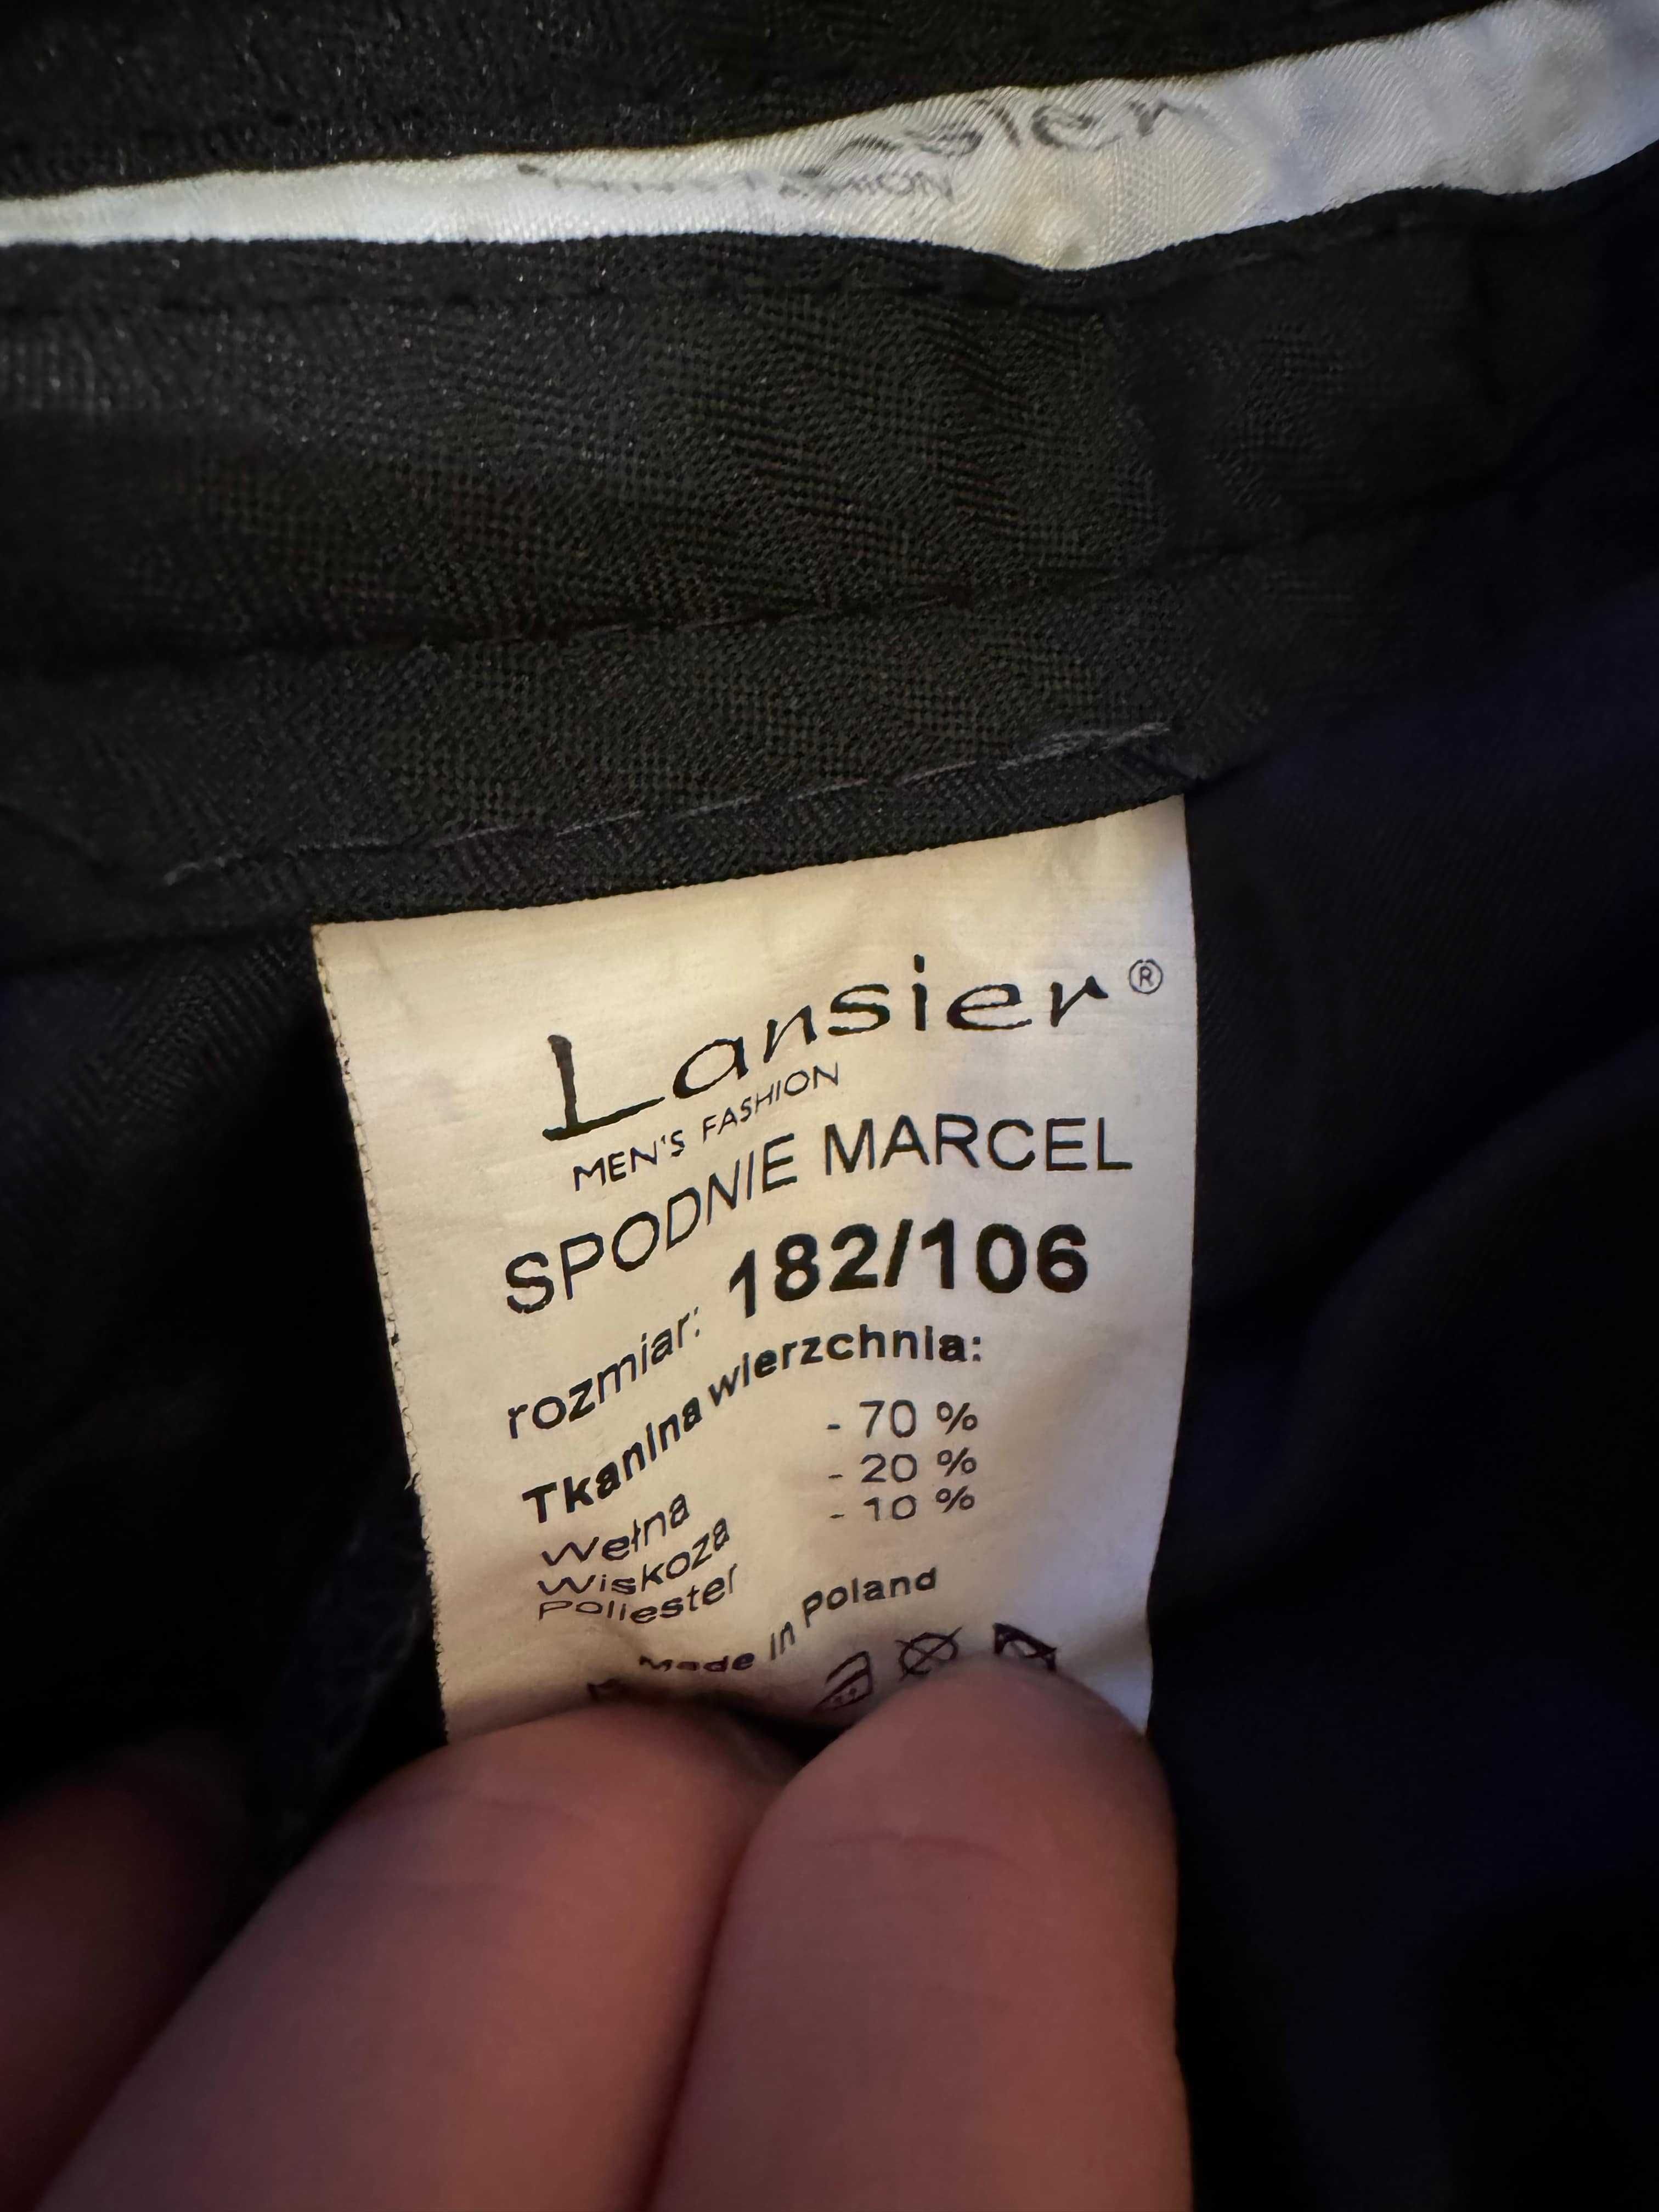 FASHION
Lansier®
MEN'S FASHION
SPODNIE MARCEL
rozmiar: 182/106
Tkanina wierzchnia:
Wełna - 70 %
Wiskoza - 20 %
Poliester - 10 %
Made in Poland